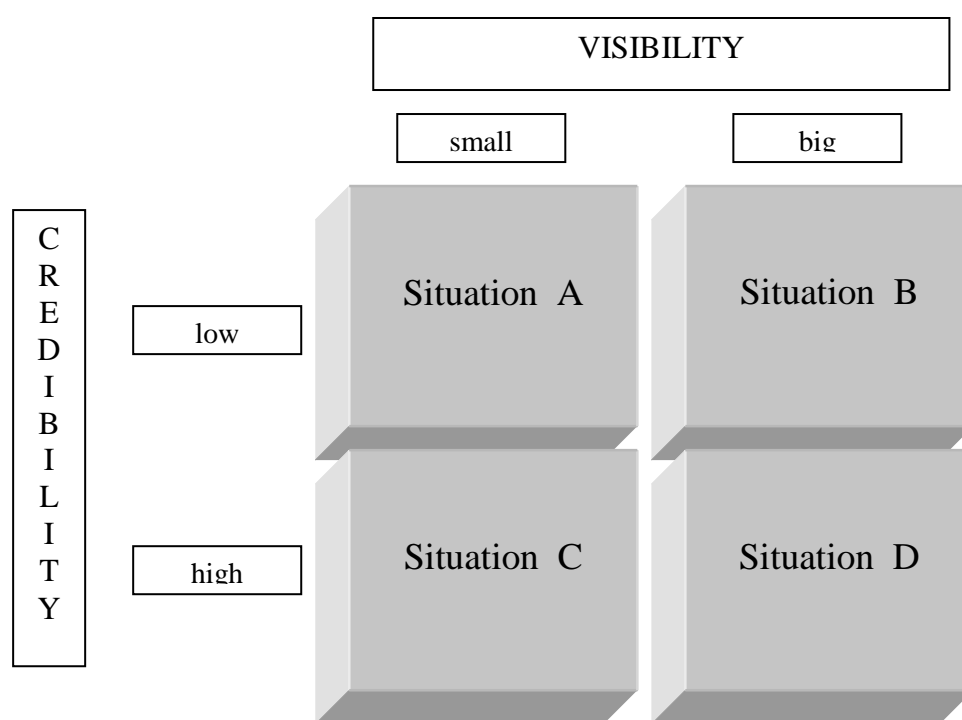 VISIBILITY
small
big
C
R
E
D
I
B
I
L
I
T
Y
low
Situation A
Situation B
high
Situation C
Situation D